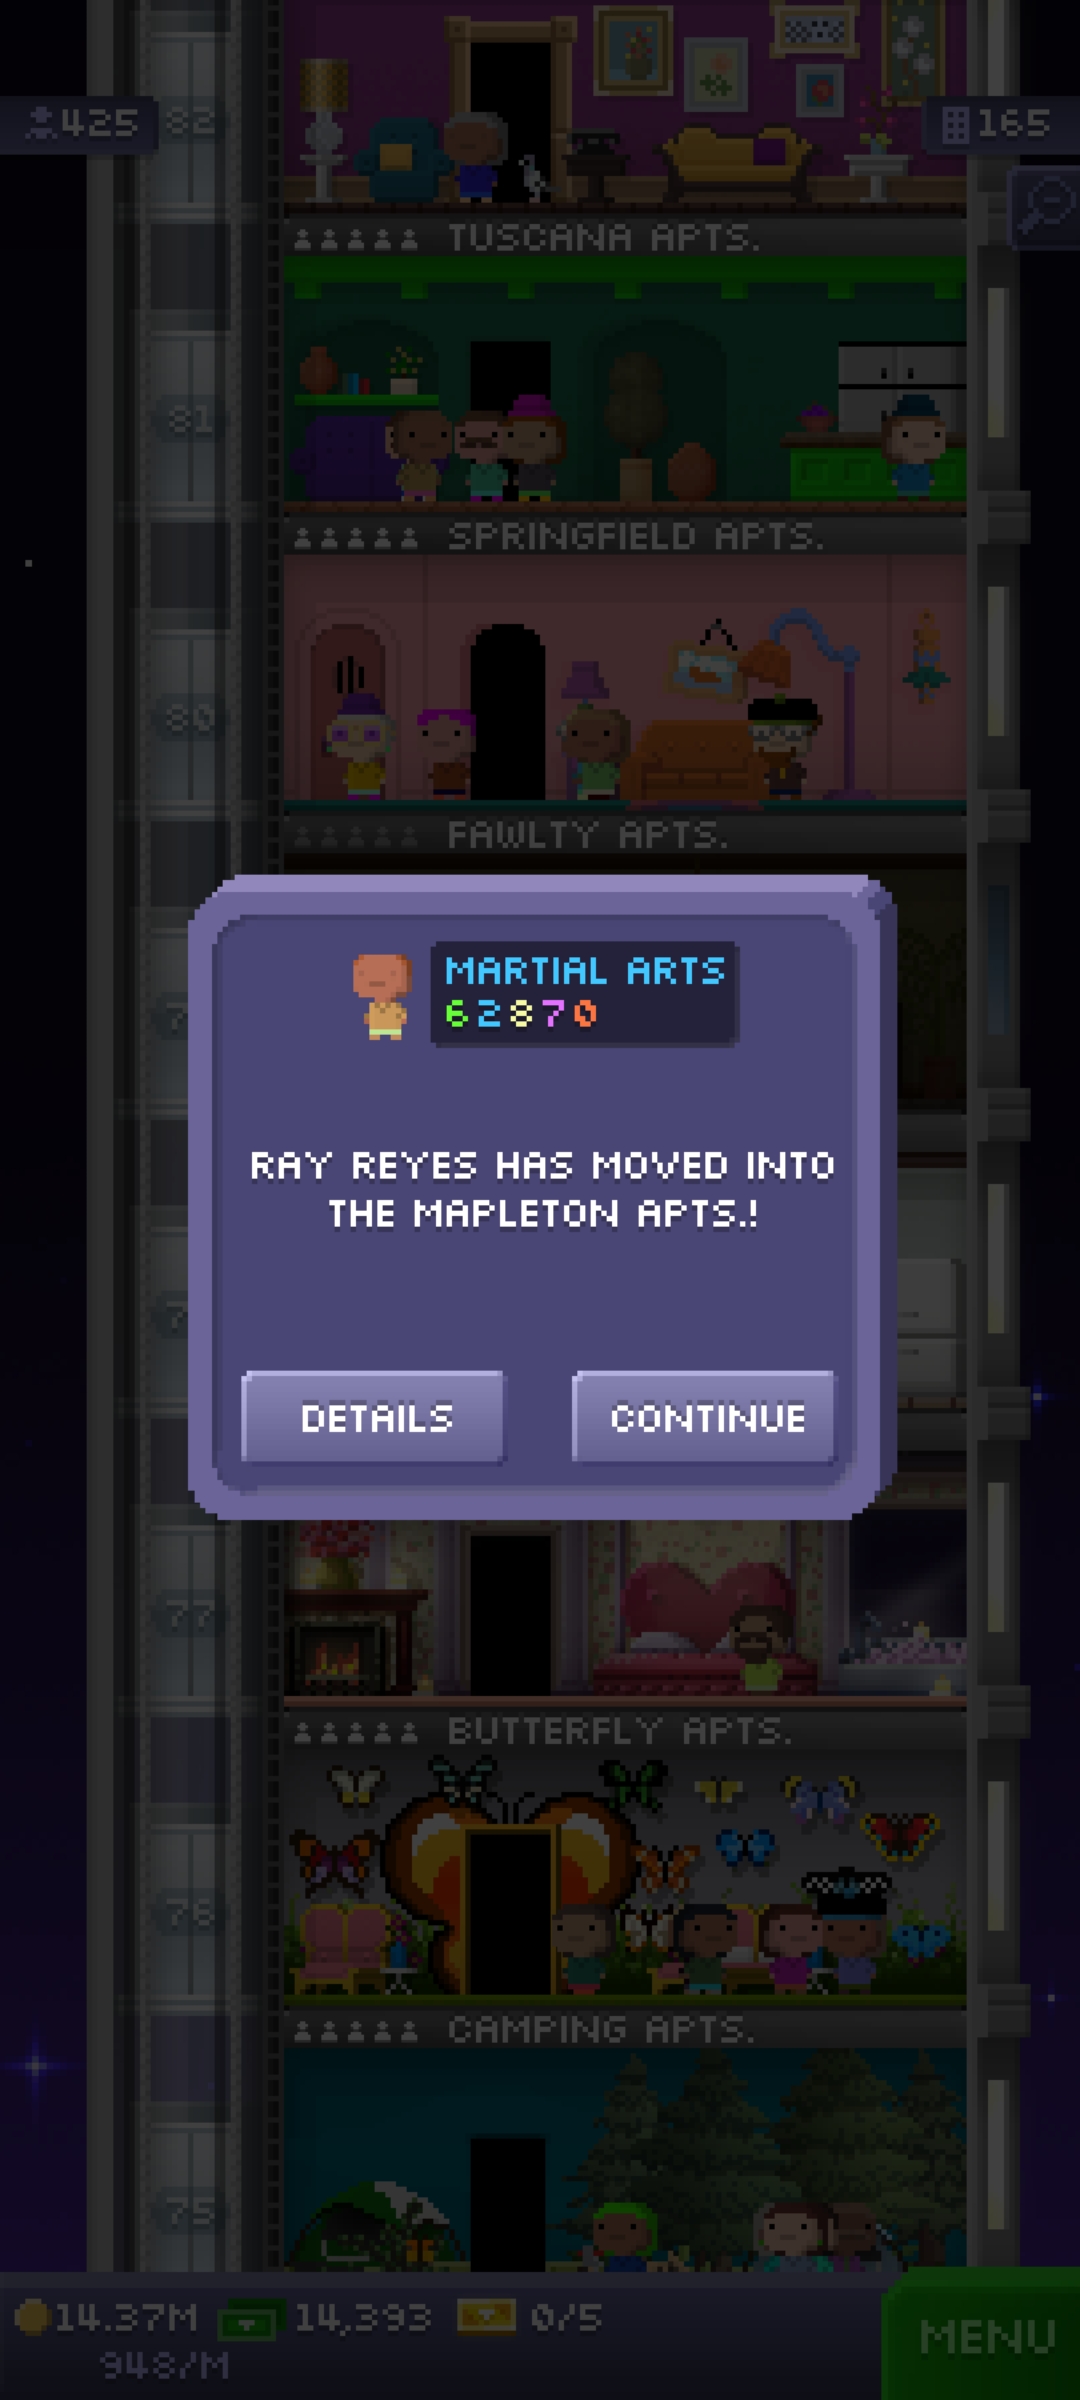 425
82
165
TUSCANA APTS.
81
SPRINGFIELD APTS.
80
FAWLTY APTS.
MARTIAL ARTS
62870
RAY REYES HAS MOVED INTO
THE MAPLETON APTS.!
DETAILS
CONTINUE
77
BUTTERFLY APTS.
76
CAMPING APTS.
75
14.37M
14,393
0/5
948/M
MENU